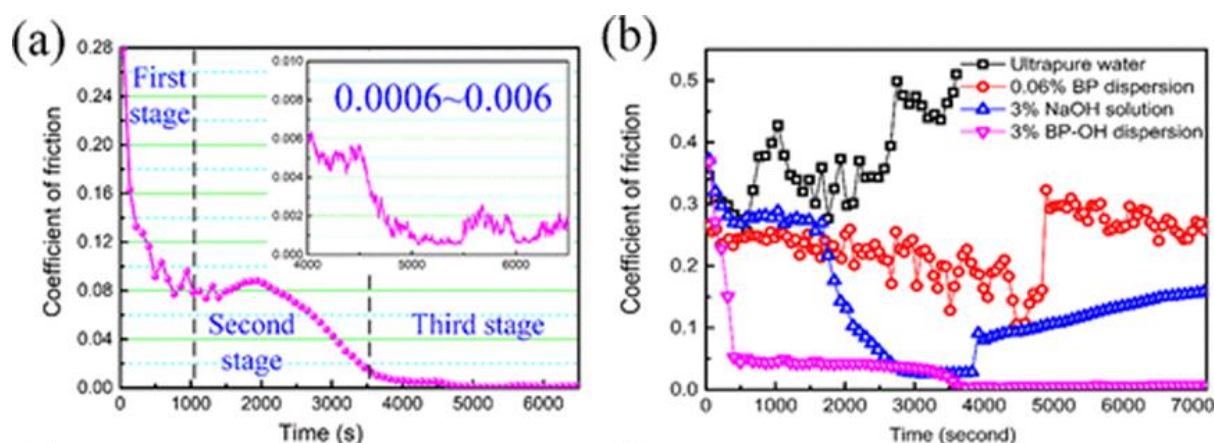 (a)
Coefficient of friction
0.28
0.24
0.20
0.16
0.12
0.08
0.04
0.00
First
stage
Second
stage
Third stage
0.010
0.008
0.006
0.004
0.002
0.000
0.0006~0.006
4000 5000 6000
0 1000 2000 3000 4000 5000 6000
Time (s)
(b)
Coefficient of friction
0.5
0.4
0.3
0.2
0.1
0.0
Ultrapure water
0.06% BP dispersion
3% NaOH solution
3% BP-OH dispersion
0 1000 2000 3000 4000 5000 6000 7000
Time (second)